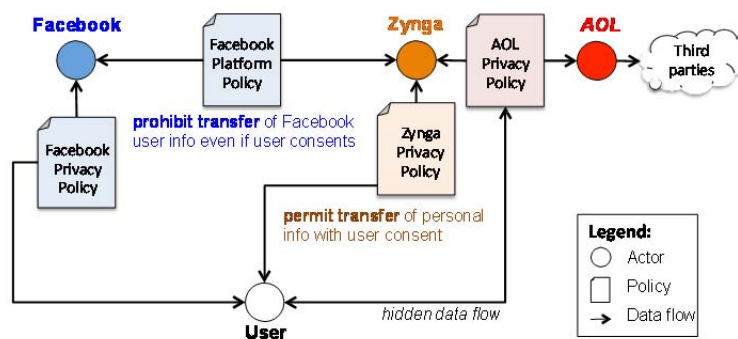 Facebook
Zynga
AOL
Facebook
Platform
Policy
AOL
Privacy
Policy
Third
parties
prohibit transfer of Facebook
user info even if user consents
Facebook
Privacy
Policy
Zynga
Privacy
Policy
permit transfer of personal
info with user consent
Legend:
Actor
Policy
Data flow
hidden data flow
User